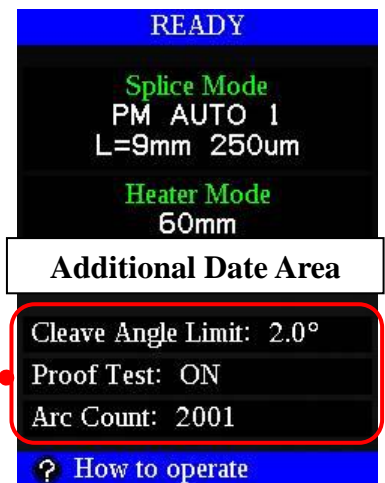 READY
Splice Mode
PM AUTO 1
L=9mm 250um
Heater Mode
60mm
Additional Date Area
Cleave Angle Limit: 2.0°
Proof Test: ON
Arc Count: 2001
? How to operate